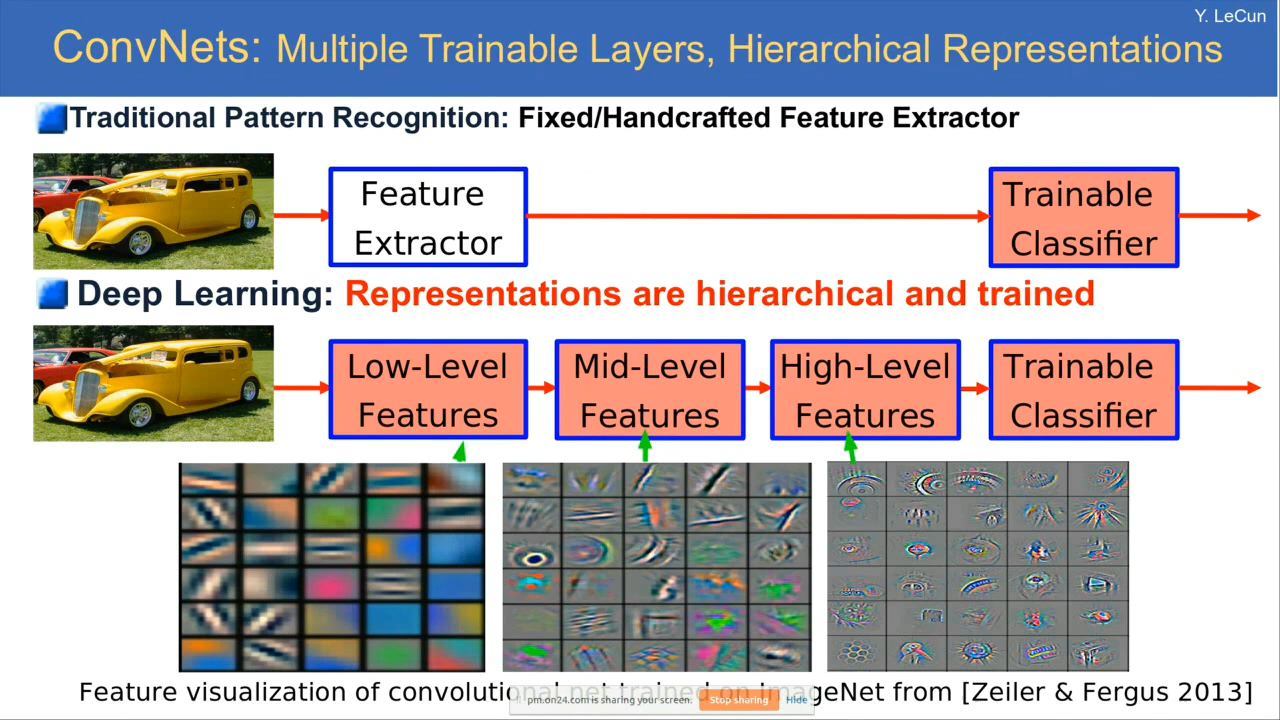 Y. LeCun
ConvNets: Multiple Trainable Layers, Hierarchical Representations
Traditional Pattern Recognition: Fixed/Handcrafted Feature Extractor
Feature
Extractor
Trainable
Classifier
Deep Learning: Representations are hierarchical and trained
Low-Level
Features
Mid-Level
Features
High-Level
Features
Trainable
Classifier
Feature visualization of convolutional net trained on ImageNet from [Zeiler & Fergus 2013]
pm.on24.com is sharing your screen.
Stop sharing
Hide